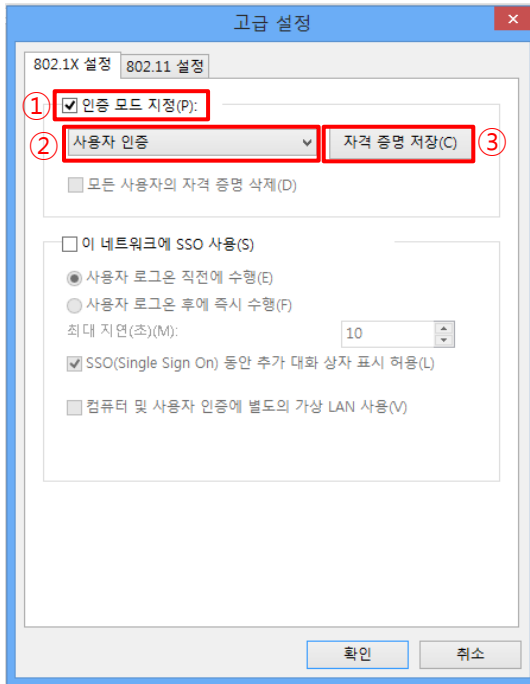 고급 설정
802.1X 설정 802.11 설정
① 인증 모드 지정(P):
② 사용자 인증 자격 증명 저장(C) ③
모든 사용자의 자격 증명 삭제(D)
이 네트워크에 SSO 사용(S)
사용자 로그온 직전에 수행(E)
사용자 로그온 후에 즉시 수행(F)
최대 지연(초)(M): 10
SSO(Single Sign On) 동안 추가 대화 상자 표시 허용(L)
컴퓨터 및 사용자 인증에 별도의 가상 LAN 사용(V)
확인 취소